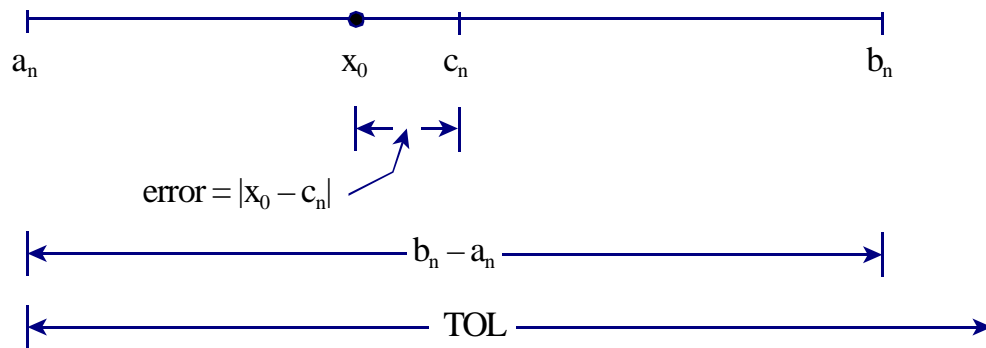 aₙ x₀ cₙ bₙ
error = |x₀ – cₙ|
bₙ – aₙ
TOL